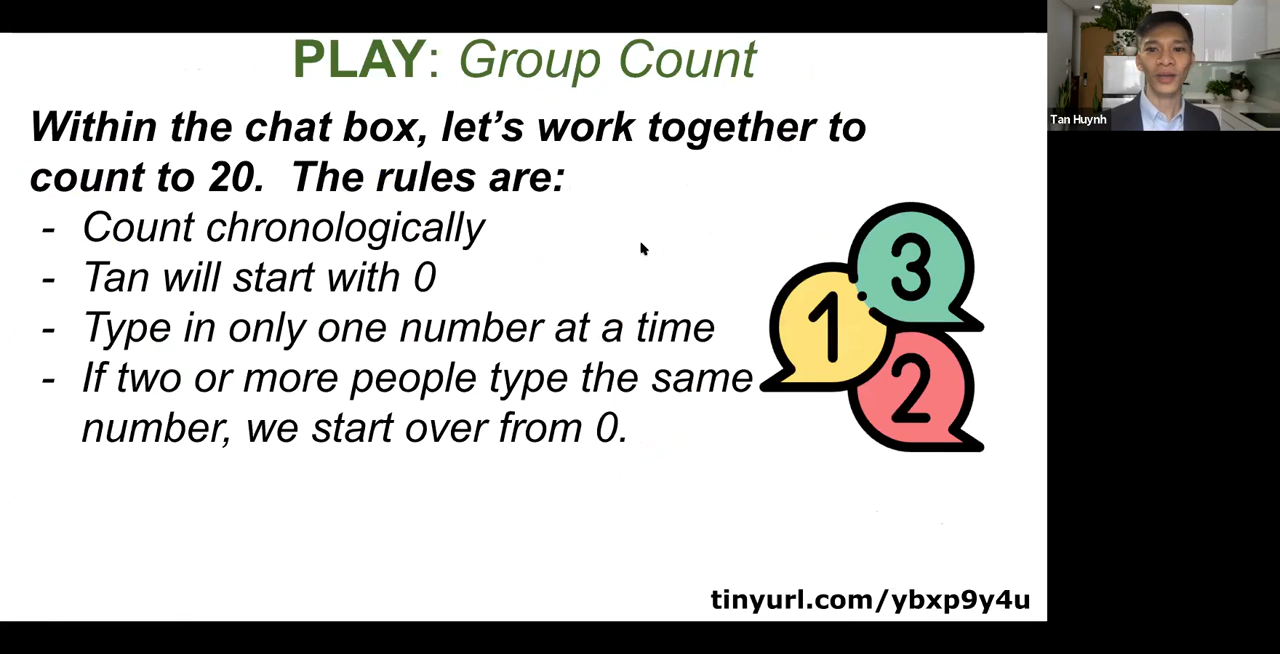 PLAY: Group Count
Within the chat box, let's work together to
count to 20.  The rules are:
- Count chronologically
- Tan will start with 0
- Type in only one number at a time
- If two or more people type the same
number, we start over from 0.
1
3
2
tinyurl.com/ybxp9y4u
Tan Huynh